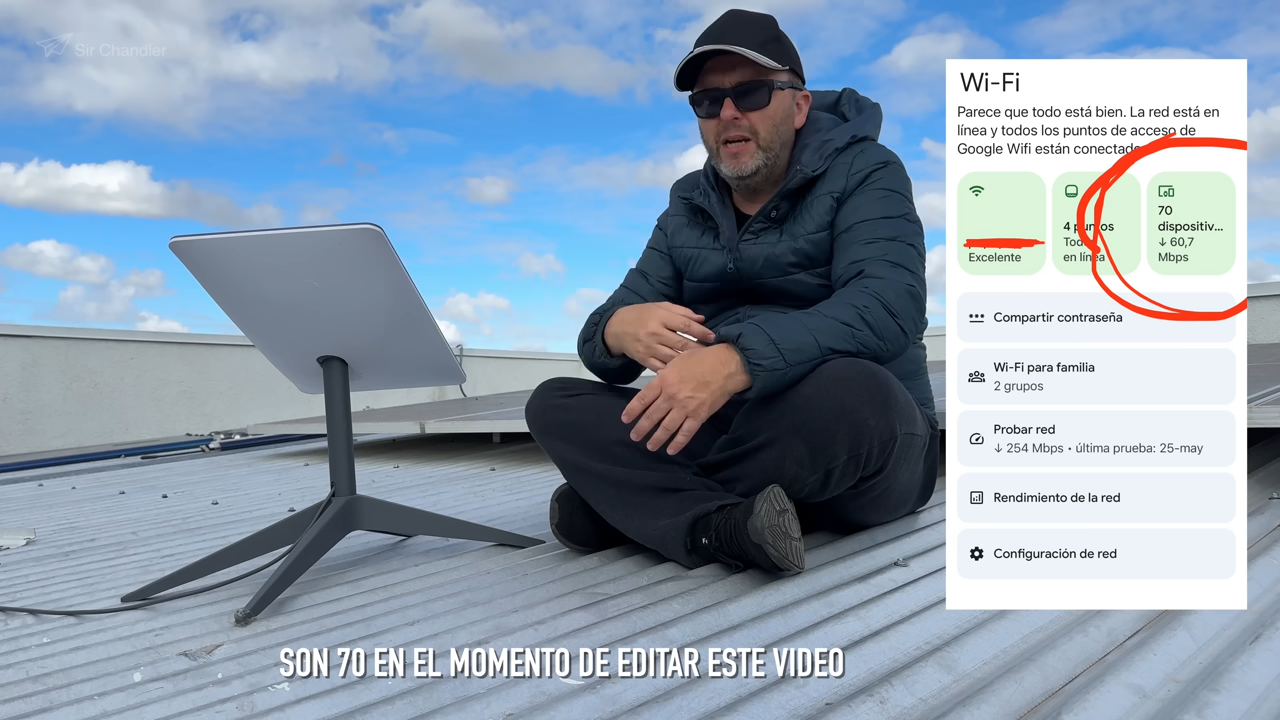 Sir Chandler
Wi-Fi
Parece que todo está bien. La red está en
línea y todos los puntos de acceso de
Google Wifi están
Excelente
4 puntos
en línea
70
dispositiv...
↓ 60,7
Mbps
Compartir contraseña
Wi-Fi para familia
2 grupos
Probar red
↓ 254 Mbps • última prueba: 25-may
Rendimiento de la red
Configuración de red
SON 70 EN EL MOMENTO DE EDITAR ESTE VIDEO